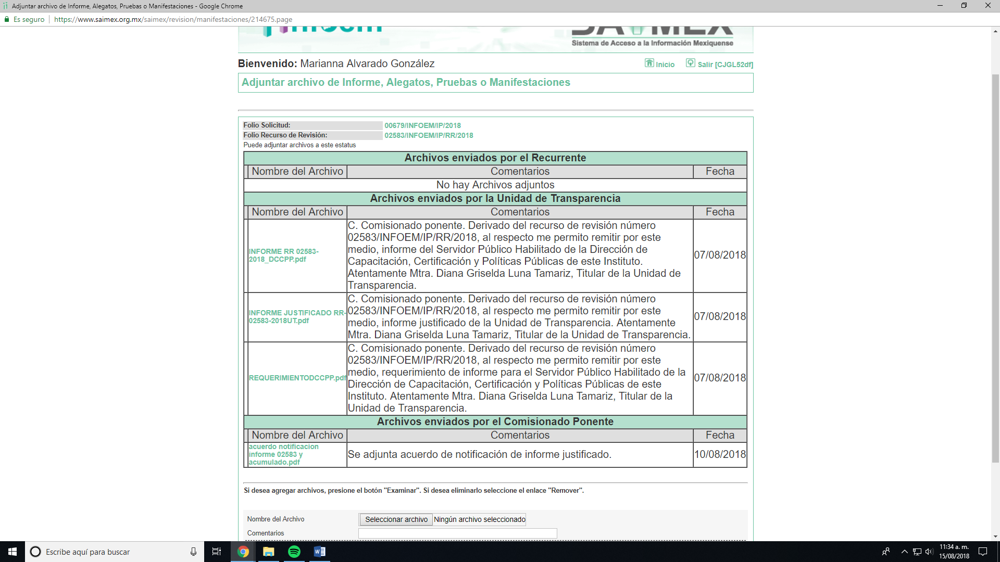 Adjuntar archivo de Informe, Alegatos, Pruebas o Manifestaciones - Google Chrome
Es seguro | https://www.saimex.org.mx/saimex/revision/manifestaciones/214675.page
Sistema de Acceso a la Información Mexiquense
Bienvenido: Marianna Alvarado González
Inicio Salir [CJGL52df]
Adjuntar archivo de Informe, Alegatos, Pruebas o Manifestaciones
Folio Solicitud: 00679/INFOEM/IP/2018
Folio Recurso de Revisión: 02583/INFOEM/IP/RR/2018
Puede adjuntar archivos a este estatus
Archivos enviados por el Recurrente
Nombre del Archivo Comentarios Fecha
No hay Archivos adjuntos
Archivos enviados por la Unidad de Transparencia
Nombre del Archivo Comentarios Fecha
INFORME RR 02583-
2018_DCCPP.pdf
C. Comisionado ponente. Derivado del recurso de revisión número
02583/INFOEM/IP/RR/2018, al respecto me permito remitir por este
medio, informe del Servidor Público Habilitado de la Dirección de
Capacitación, Certificación y Políticas Públicas de este Instituto.
Atentamente Mtra. Diana Griselda Luna Tamariz, Titular de la Unidad de
Transparencia.
07/08/2018
INFORME JUSTIFICADO RR-
02583-2018UT.pdf
C. Comisionado ponente. Derivado del recurso de revisión número
02583/INFOEM/IP/RR/2018, al respecto me permito remitir por este
medio, informe justificado de la Unidad de Transparencia. Atentamente
Mtra. Diana Griselda Luna Tamariz, Titular de la Unidad de Transparencia.
07/08/2018
REQUERIMIENTODCCPP.pdf
C. Comisionado ponente. Derivado del recurso de revisión número
02583/INFOEM/IP/RR/2018, al respecto me permito remitir por este
medio, requerimiento de informe para el Servidor Público Habilitado de la
Dirección de Capacitación, Certificación y Políticas Públicas de este
Instituto. Atentamente Mtra. Diana Griselda Luna Tamariz, Titular de la
Unidad de Transparencia.
07/08/2018
Archivos enviados por el Comisionado Ponente
Nombre del Archivo Comentarios Fecha
acuerdo notificacion
informe 02583 y
acumulado.pdf
Se adjunta acuerdo de notificación de informe justificado.
10/08/2018
Si desea agregar archivos, presione el botón "Examinar". Si desea eliminarlo seleccione el enlace "Remover".
Nombre del Archivo Seleccionar archivo Ningún archivo seleccionado
Comentarios
Escribe aquí para buscar
11:34 a. m.
15/08/2018